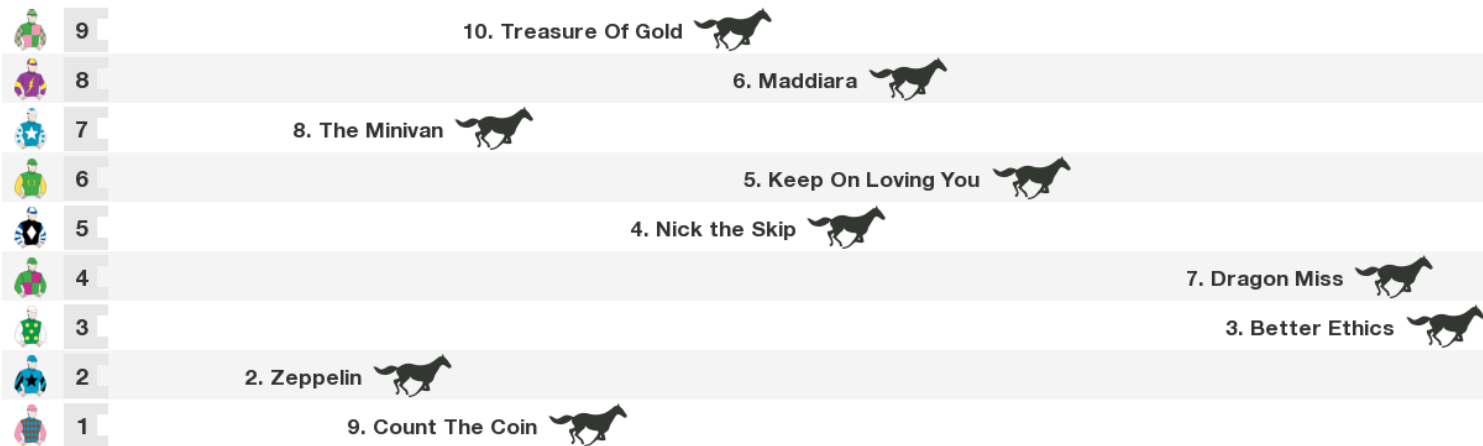 9 10. Treasure Of Gold
8 6. Maddiara
7 8. The Minivan
6 5. Keep On Loving You
5 4. Nick the Skip
4 7. Dragon Miss
3 3. Better Ethics
2 2. Zeppelin
1 9. Count The Coin